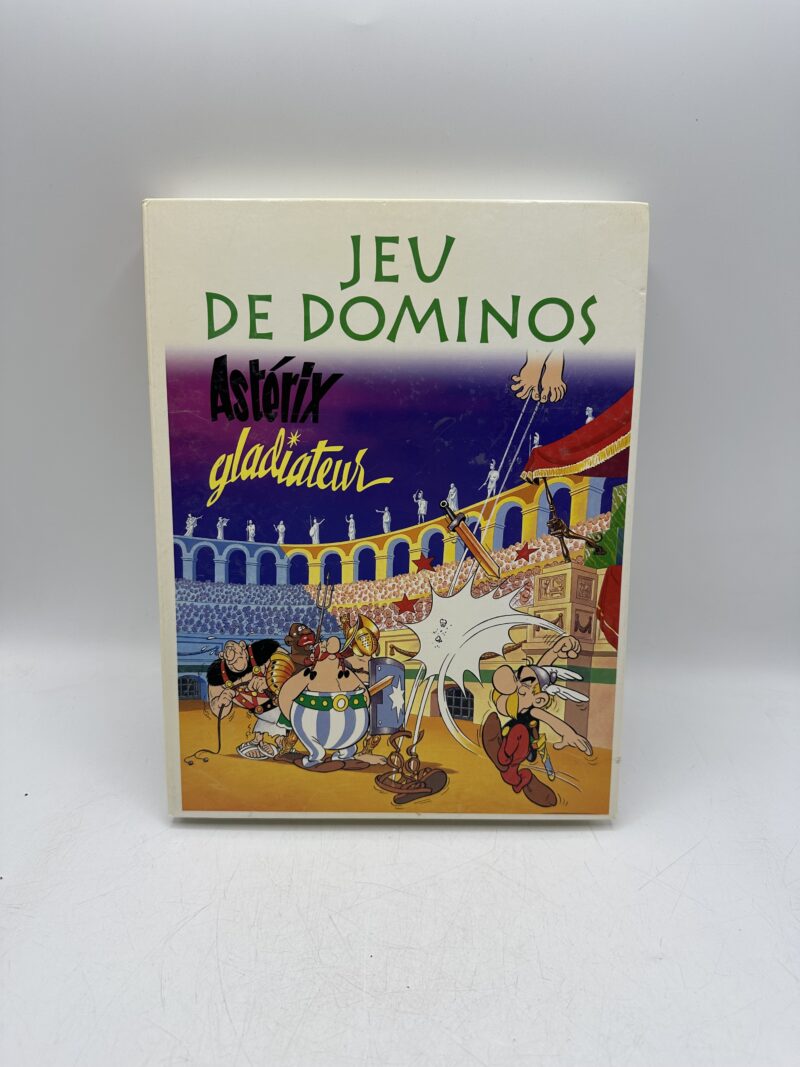 JEU
DE DOMINOS
Astérix
gladiateur